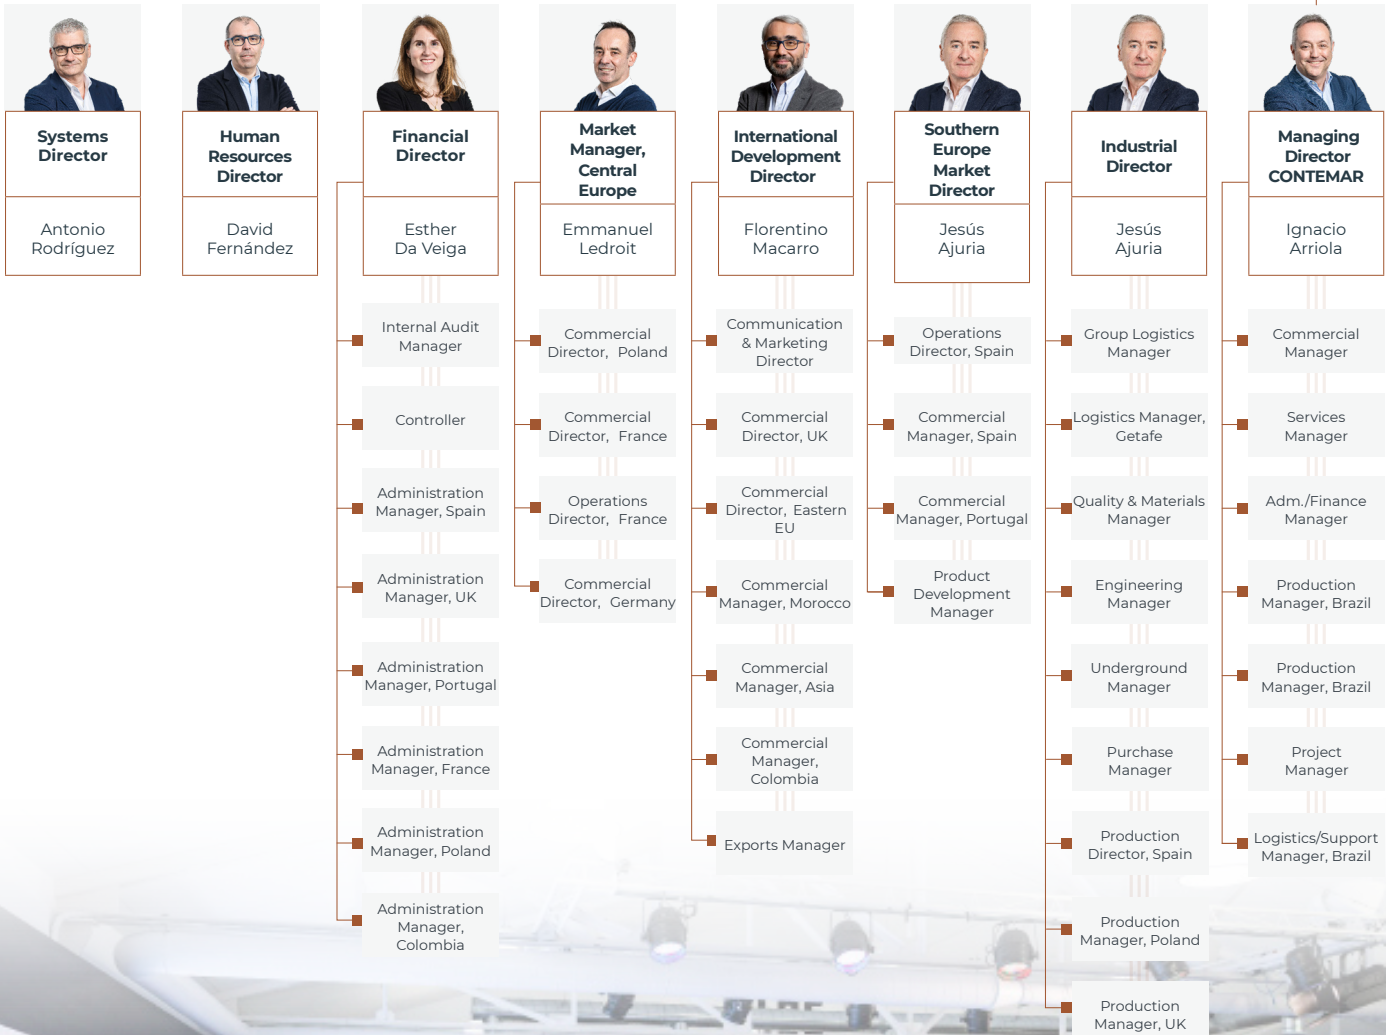 Systems
Director
Antonio
Rodríguez
Human
Resources
Director
David
Fernández
Financial
Director
Esther
Da Veiga
Internal Audit
Manager
Controller
Administration
Manager, Spain
Administration
Manager, UK
Administration
Manager, Portugal
Administration
Manager, France
Administration
Manager, Poland
Administration
Manager,
Colombia
Market
Manager,
Central
Europe
Emmanuel
Ledroit
Commercial
Director, Poland
Commercial
Director, France
Operations
Director, France
Commercial
Director, Germany
International
Development
Director
Florentino
Macarro
Communication
& Marketing
Director
Commercial
Director, UK
Commercial
Director, Eastern
EU
Commercial
Manager, Morocco
Commercial
Manager, Asia
Commercial
Manager,
Colombia
Exports Manager
Southern
Europe
Market
Director
Jesús
Ajuria
Operations
Director, Spain
Commercial
Manager, Spain
Commercial
Manager, Portugal
Product
Development
Manager
Industrial
Director
Jesús
Ajuria
Group Logistics
Manager
Logistics Manager,
Getafe
Quality & Materials
Manager
Engineering
Manager
Underground
Manager
Purchase
Manager
Production
Director, Spain
Production
Manager, Poland
Production
Manager, UK
Managing
Director
CONTEMAR
Ignacio
Arriola
Commercial
Manager
Services
Manager
Adm./Finance
Manager
Production
Manager, Brazil
Production
Manager, Brazil
Project
Manager
Logistics/Support
Manager, Brazil